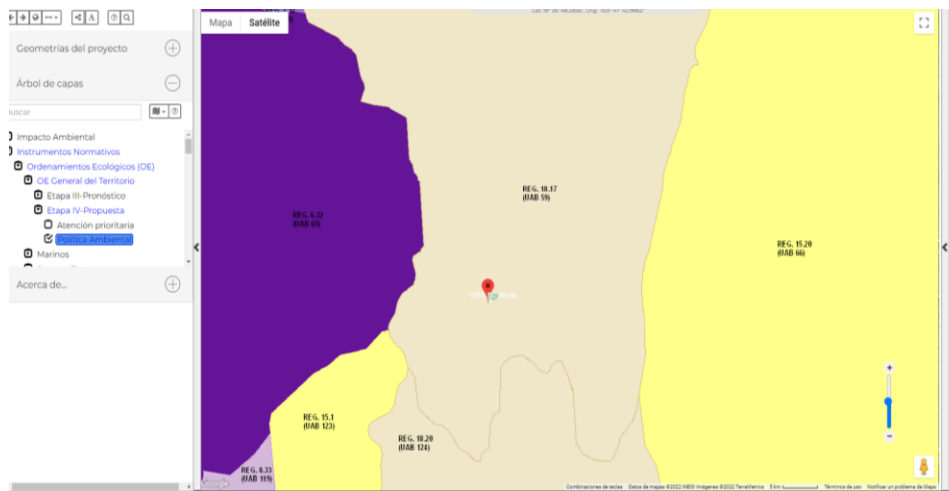 Geometrías del proyecto
Árbol de capas
Buscar
Impacto Ambiental
Instrumentos Normativos
Ordenamientos Ecológicos (OE)
OE General del Territorio
Etapa III-Pronóstico
Etapa IV-Propuesta
Atención prioritaria
Política Ambiental
Marinos
Acerca de...
Mapa
Satélite
REG. 18.17
(UAB 59)
REG. 6.32
(UAB 65)
REG. 15.20
(UAB 66)
REG. 15.1
(UAB 123)
REG. 18.20
(UAB 124)
REG. 8.33
(UAB 119)
Google
Combinaciones de teclas
Datos de mapas ©2022 INEGI Imágenes ©2022 TerraMetrics
5 km
Términos de uso
Notificar un problema de Maps